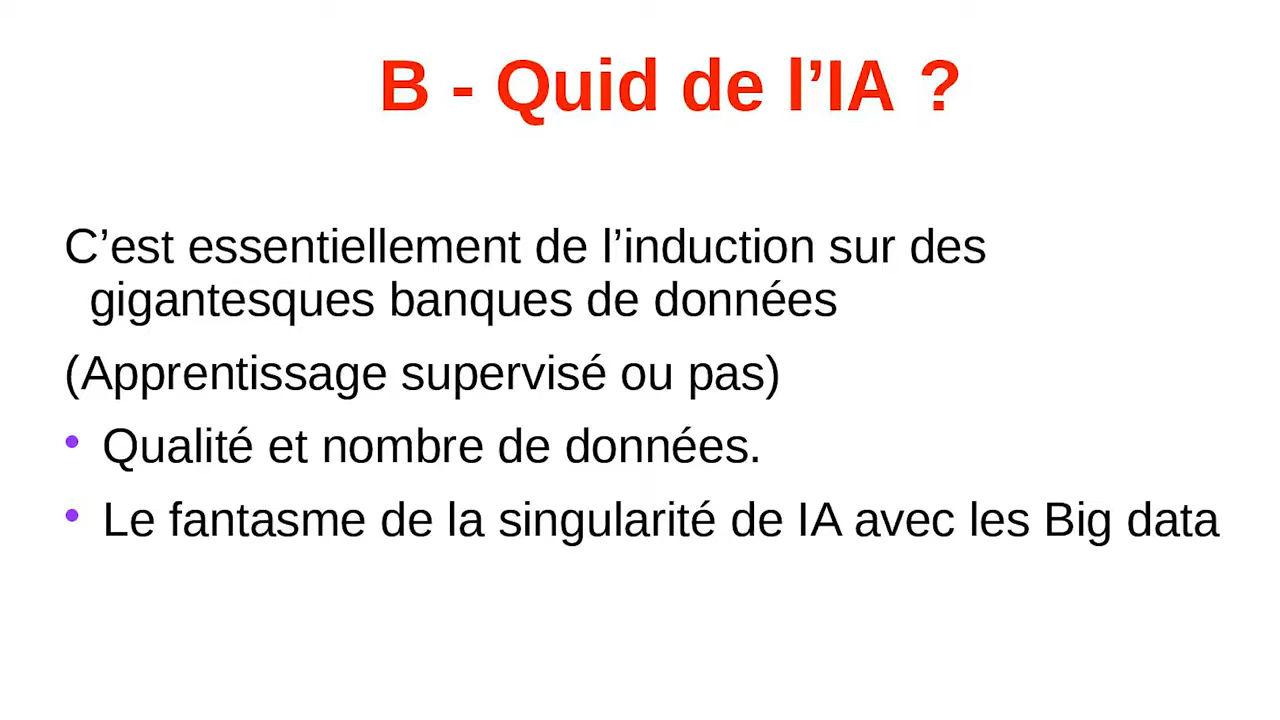 B - Quid de l’IA ?
C’est essentiellement de l’induction sur des
gigantesques banques de données
(Apprentissage supervisé ou pas)
• Qualité et nombre de données.
• Le fantasme de la singularité de IA avec les Big data